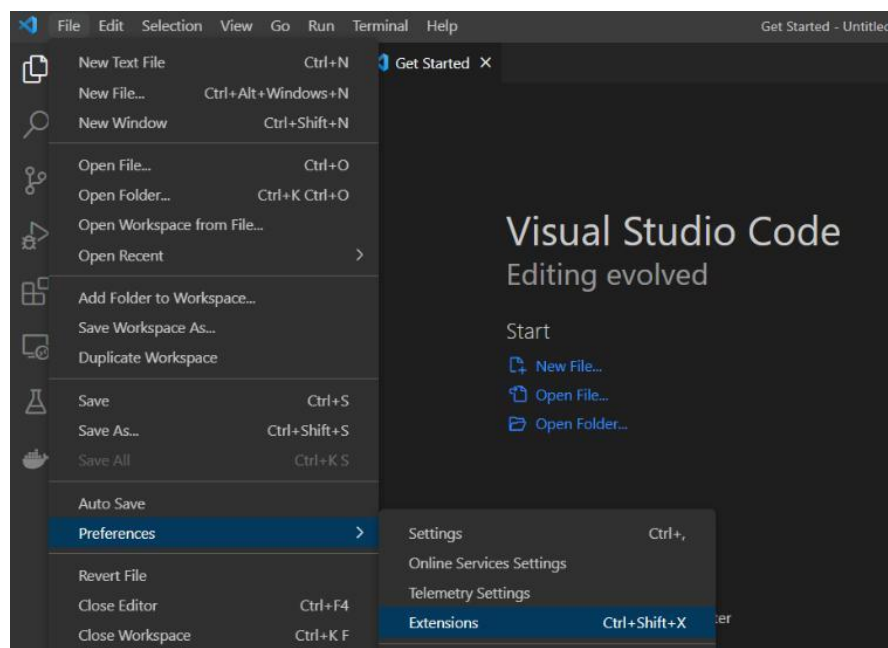 File Edit Selection View Go Run Terminal Help
Get Started - Untitled
New Text File Ctrl+N
New File... Ctrl+Alt+Windows+N
New Window Ctrl+Shift+N
Open File... Ctrl+O
Open Folder... Ctrl+K Ctrl+O
Open Workspace from File...
Open Recent
Add Folder to Workspace...
Save Workspace As...
Duplicate Workspace
Save Ctrl+S
Save As... Ctrl+Shift+S
Save All Ctrl+K S
Auto Save
Preferences
Revert File
Close Editor Ctrl+F4
Close Workspace Ctrl+K F
Get Started
Visual Studio Code
Editing evolved
Start
New File...
Open File...
Open Folder...
Settings Ctrl+,
Online Services Settings
Telemetry Settings
Extensions Ctrl+Shift+X